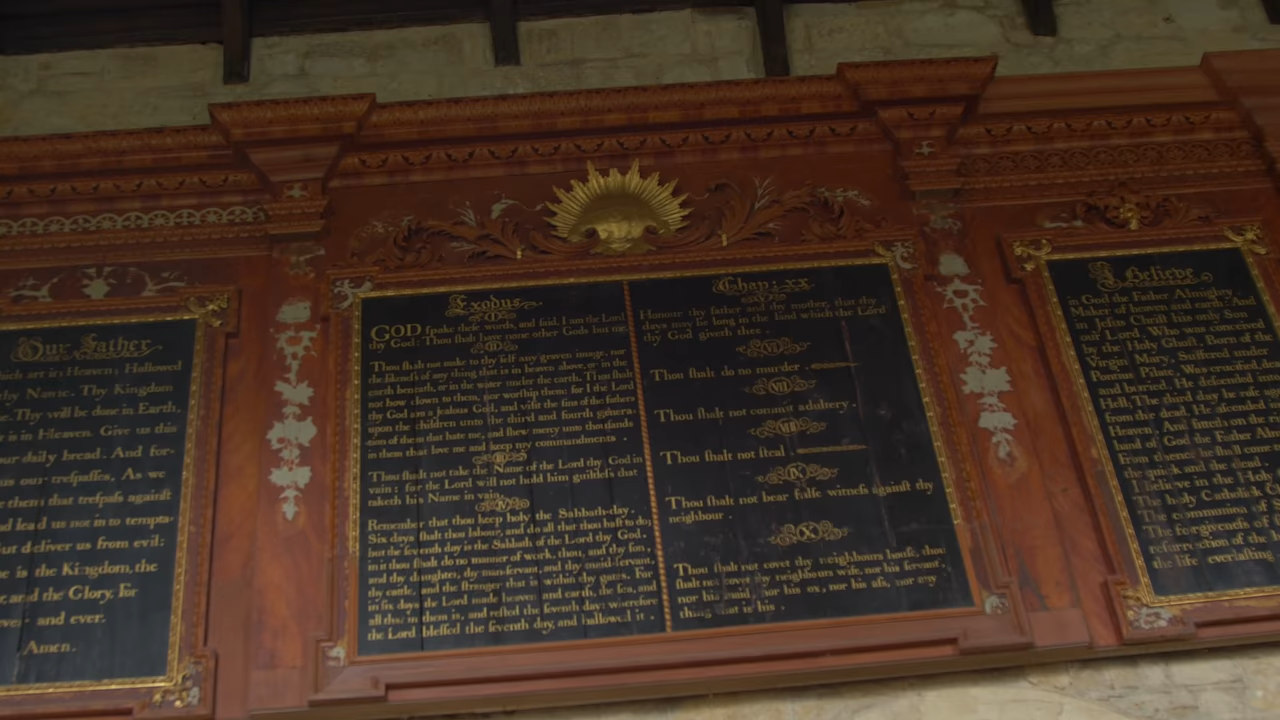 Our Father
which art in Heaven; Hallowed
thy Name. Thy Kingdom
Thy will be done in Earth,
is in Heaven. Give us this
our daily bread. And for-
us our treſpaſſes, As we
them that treſpaſs againſt
lead us not in to tempta-
But deliver us from evil:
is the Kingdom, the
and the Glory, For
and ever.
Amen.
Exodus
GOD ſpake theſe words, and ſaid, I am the Lord
thy God: Thou ſhalt have none other Gods but me.
II
Thou ſhalt not make to thy ſelf any graven image, nor
the likeneſs of any thing that is in heaven above, or in the
earth beneath, or in the water under the earth. Thou ſhalt
not bow down to them, nor worſhip them: for I the Lord
thy God am a jealous God, and viſit the ſins of the fathers
upon the children unto the third and fourth genera-
tion of them that hate me, and ſhew mercy unto thouſands
in them that love me and keep my commandments .
III
Thou ſhalt not take the Name of the Lord thy God in
vain: for the Lord will not hold him guiltleſs that
taketh his Name in vain.
IV
Remember that thou keep holy the Sabbath-day.
Six days ſhalt thou labour, and do all that thou haſt to do;
but the ſeventh day is the Sabbath of the Lord thy God.
in it thou ſhalt do no manner of work, thou, and thy ſon,
and thy daughter, thy man-ſervant, and thy maid-ſervant,
thy cattle, and the ſtranger that is within thy gates. For
in ſix days the Lord made heaven and earth, the ſea, and
all that in them is, and reſted the ſeventh day: wherefore
the Lord bleſſed the ſeventh day, and hallowed it .
Chap: XX
Honour thy father and thy mother, that thy
days may be long in the land which the Lord
thy God giveth thee .
VI
Thou ſhalt do no murder .
VII
Thou ſhalt not commit adultery .
VIII
Thou ſhalt not ſteal .
IX
Thou ſhalt not bear falſe witneſs againſt thy
neighbour .
X
Thou ſhalt not covet thy neighbours houſe, thou
ſhalt not covet thy neighbours wife, nor his ſervant,
nor his maid, nor his ox, nor his aſs, nor any
thing that is his .
I Believe
in God the Father Almighty
Maker of heaven and earth: And
in Jeſus Chriſt his only Son
our Lord, Who was conceived
by the Holy Ghoſt, Born of the
Virgin Mary, Suffered under
Pontius Pilate, Was crucified, dead
and buried, He deſcended into
Hell; The third day he roſe again
from the dead, He aſcended in
Heaven, And ſitteth on the right
hand of God the Father Alm
From thence he ſhall come
the quick and the dead.
I believe in the Holy
The holy Catholick
The communion of
The forgiveneſs of
reſurrection of the
the life everlaſting